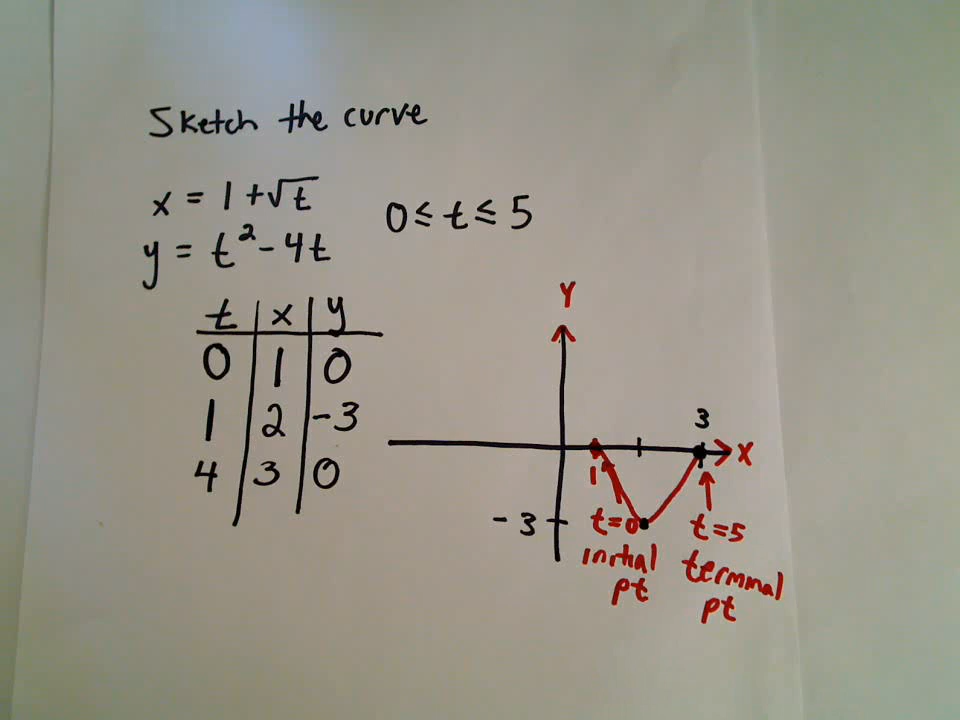 Sketch the curve
x = 1 + √t
0 ≤ t ≤ 5
y = t² - 4t
t x y
0 1 0
1 2 -3
4 3 0
Y
3
X
1
-3
t=0
t=5
initial
terminal
pt
pt